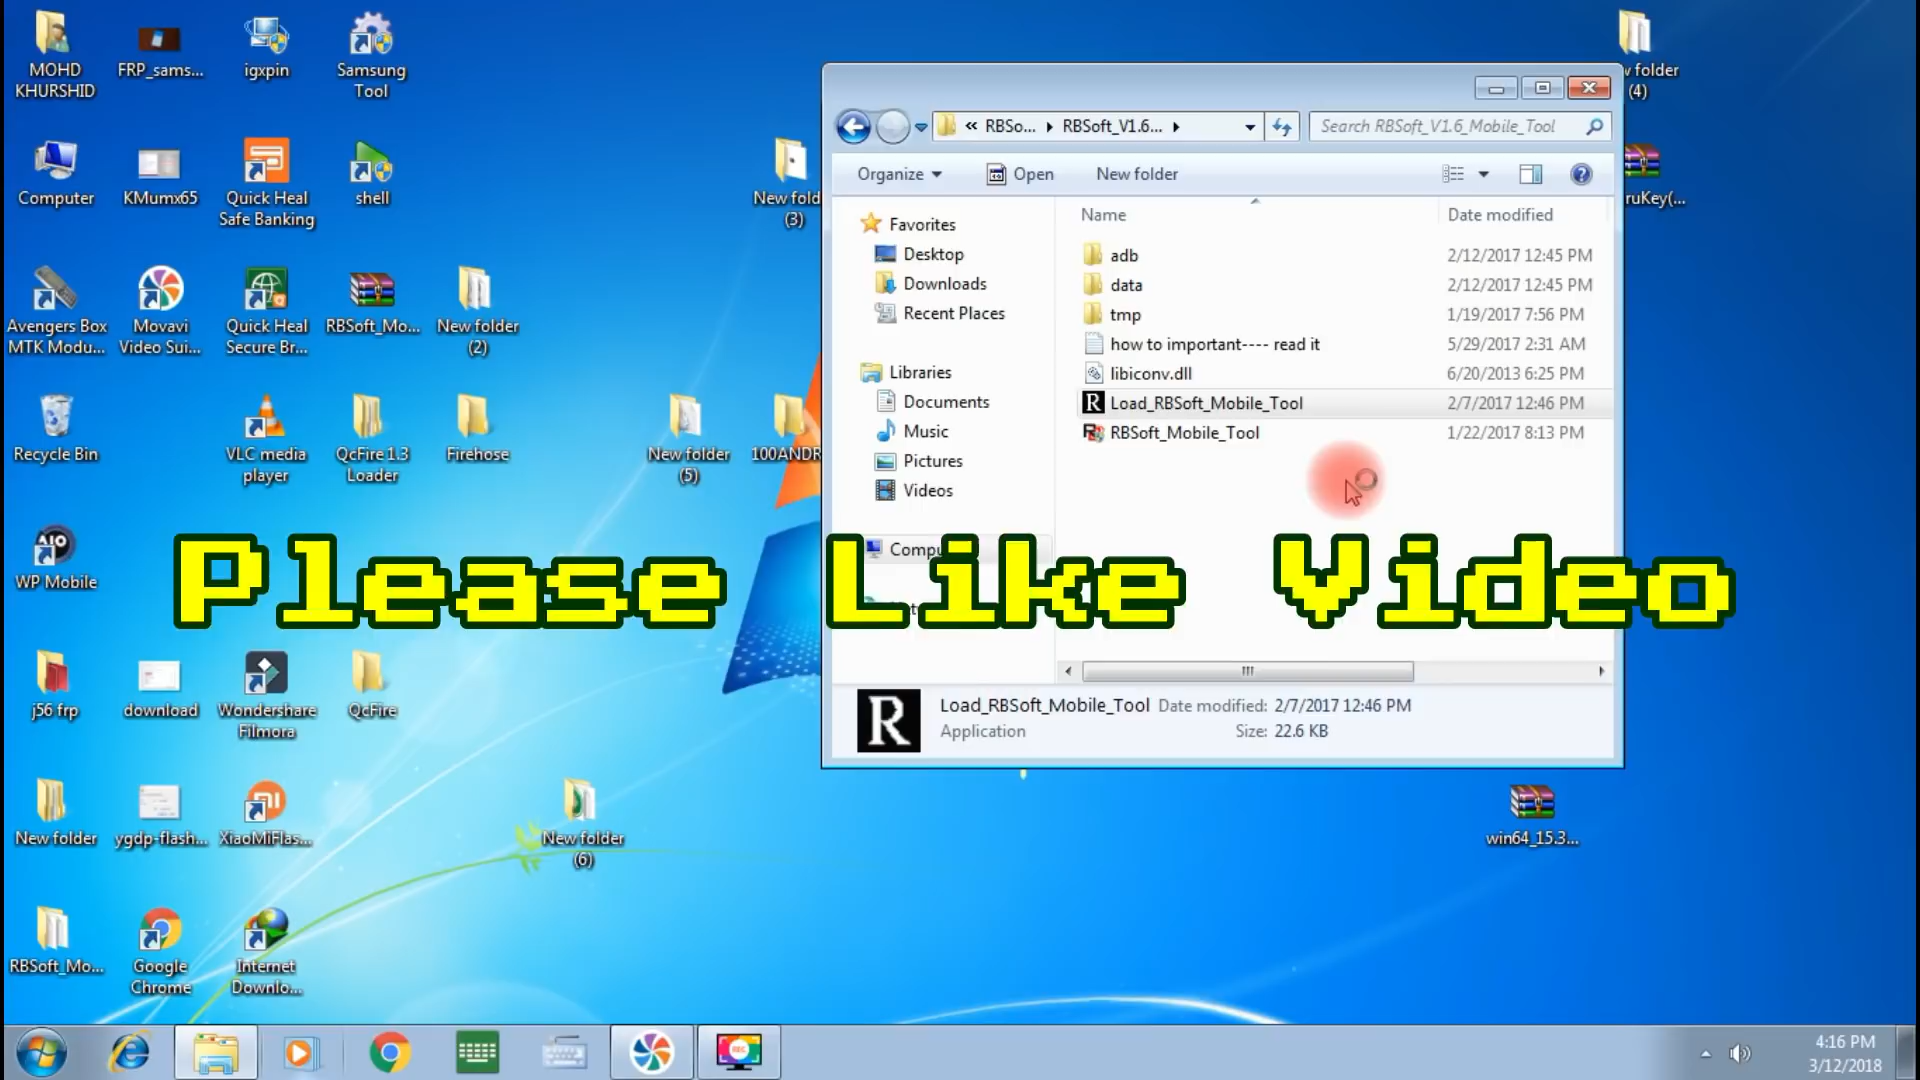 MOHD
KHURSHID
FRP_sams...
igxpin
Samsung
Tool
Computer
KMumx65
Quick Heal
Safe Banking
shell
Avengers Box
MTK Modu...
Movavi
Video Sui...
Quick Heal
Secure Br...
RBSoft_Mo...
New folder
(2)
Recycle Bin
VLC media
player
QcFire 1.3
Loader
Firehose
New folder
(5)
100ANDR
New fold
(3)
WP Mobile
j56 frp
download
Wondershare
Filmora
QcFire
New folder
ygdp-flash...
XiaoMiFlas...
New folder
(6)
RBSoft_Mo...
Google
Chrome
Internet
Downlo...
v folder
(4)
ruKey(...
win64_15.3...
« RBSo... RBSoft_V1.6...
Search RBSoft_V1.6_Mobile_Tool
Organize Open New folder
Favorites
Desktop
Downloads
Recent Places
Libraries
Documents
Music
Pictures
Videos
Compu
Name Date modified
adb 2/12/2017 12:45 PM
data 2/12/2017 12:45 PM
tmp 1/19/2017 7:56 PM
how to important---- read it 5/29/2017 2:31 AM
libiconv.dll 6/20/2013 6:25 PM
Load_RBSoft_Mobile_Tool 2/7/2017 12:46 PM
RBSoft_Mobile_Tool 1/22/2017 8:13 PM
Please Like Video
R Load_RBSoft_Mobile_Tool Date modified: 2/7/2017 12:46 PM
Application Size: 22.6 KB
REC
4:16 PM
3/12/2018